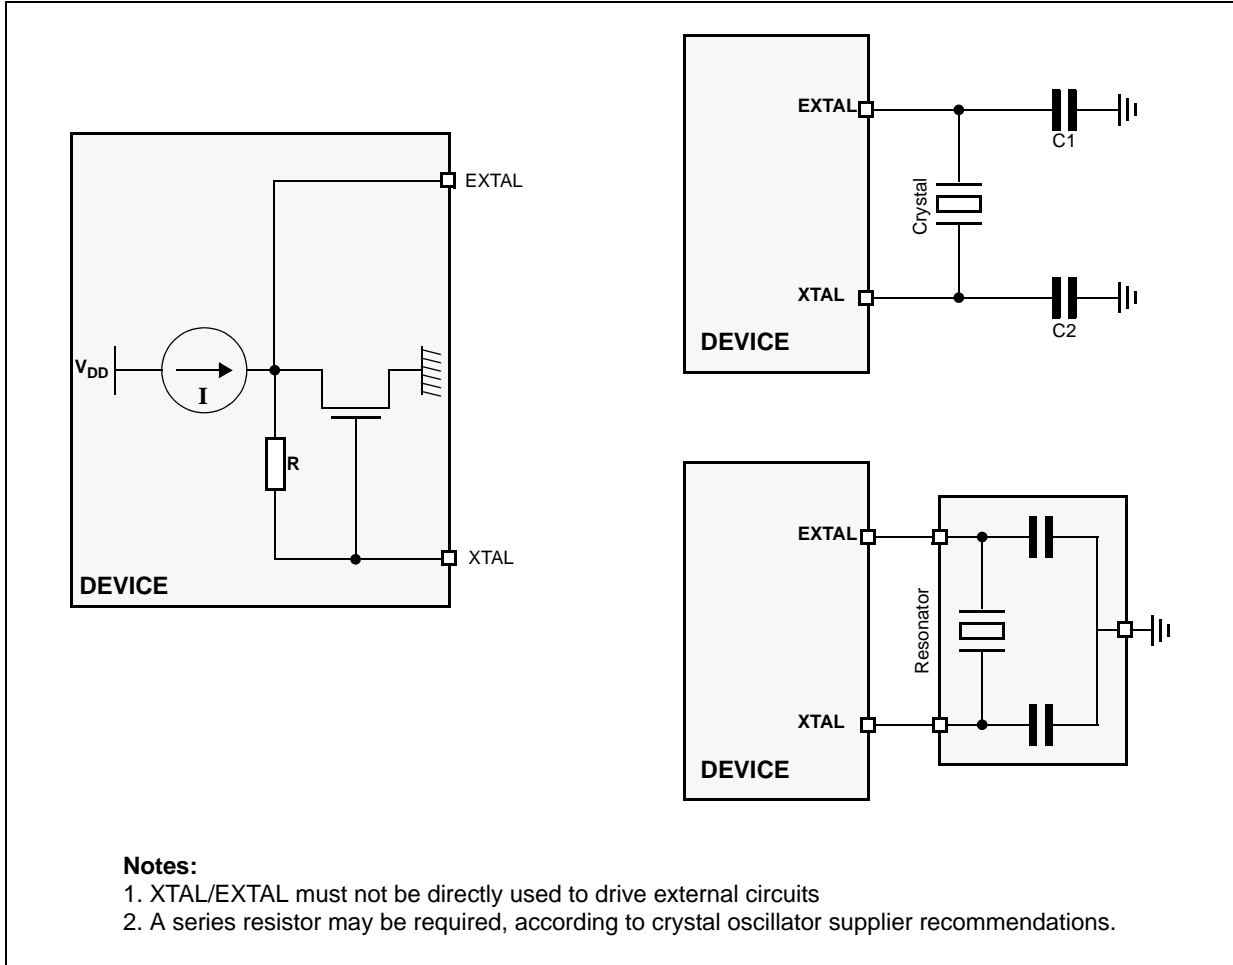 EXTAL
V_DD
I
R
XTAL
DEVICE
EXTAL
C1
Crystal
XTAL
C2
DEVICE
EXTAL
Resonator
XTAL
DEVICE
Notes:
1. XTAL/EXTAL must not be directly used to drive external circuits
2. A series resistor may be required, according to crystal oscillator supplier recommendations.